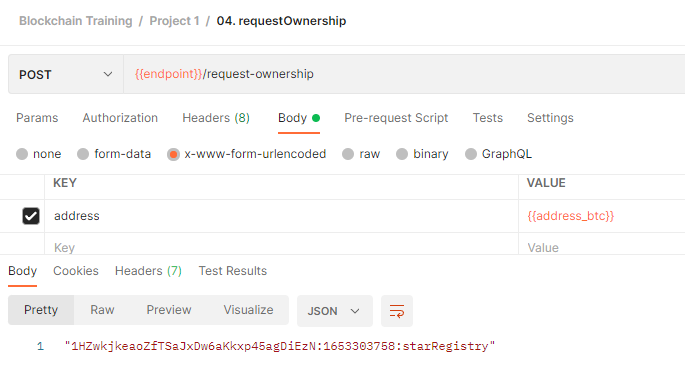 Blockchain Training / Project 1 / 04. requestOwnership
POST {{endpoint}}/request-ownership
Params Authorization Headers (8) Body Pre-request Script Tests Settings
none form-data x-www-form-urlencoded raw binary GraphQL
KEY VALUE
address {{address_btc}}
Key Value
Body Cookies Headers (7) Test Results
Pretty Raw Preview Visualize JSON
1 "1HZwkjkeaoZfTSaJxDw6aKkxp45agDiEzN:1653303758:starRegistry"